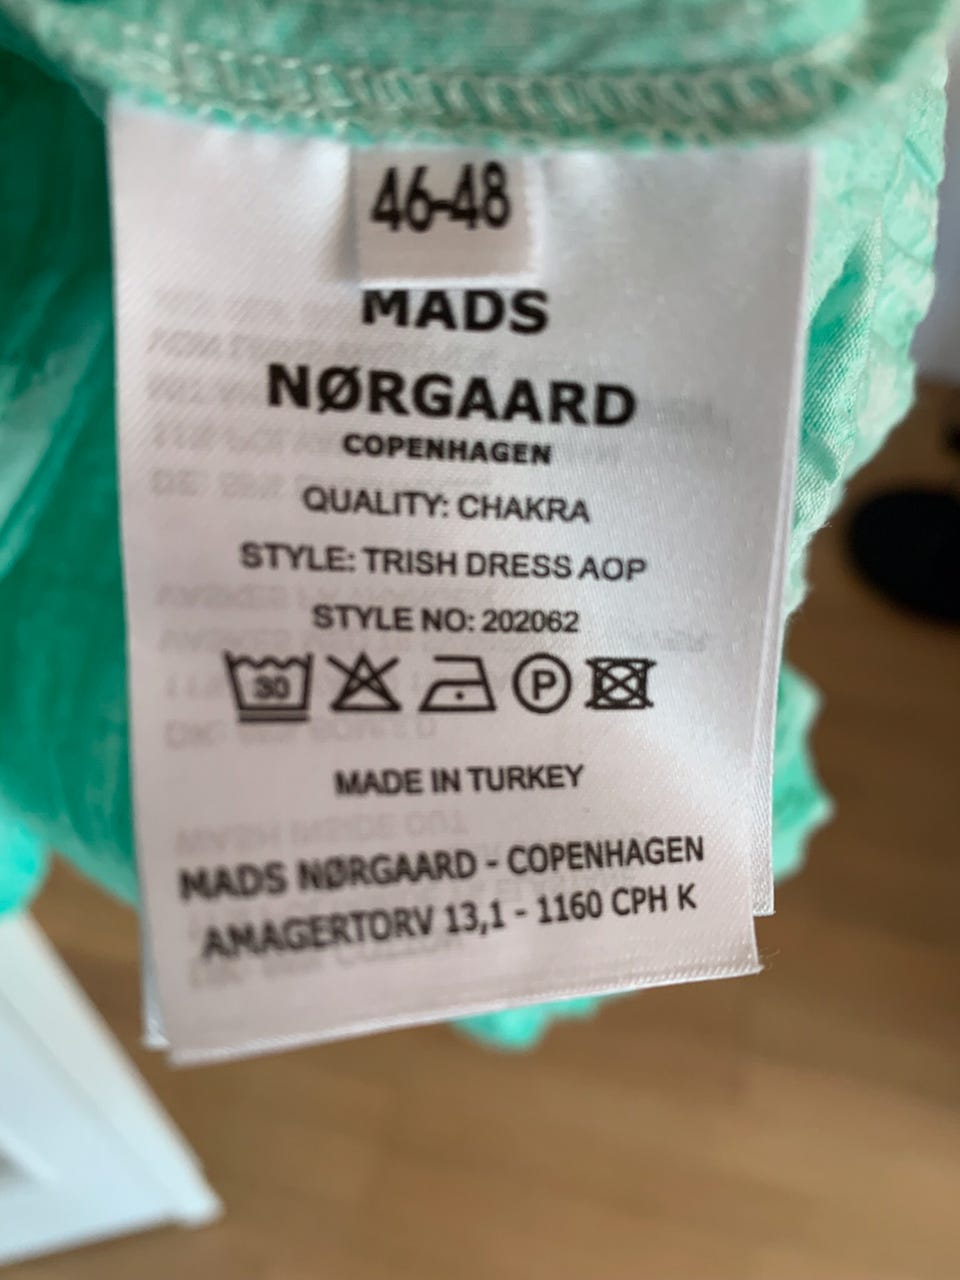 46-48
MADS
NØRGAARD
COPENHAGEN
QUALITY: CHAKRA
STYLE: TRISH DRESS AOP
STYLE NO: 202062
30 P
MADE IN TURKEY
MADS NØRGAARD - COPENHAGEN
AMAGERTORV 13,1 - 1160 CPH K